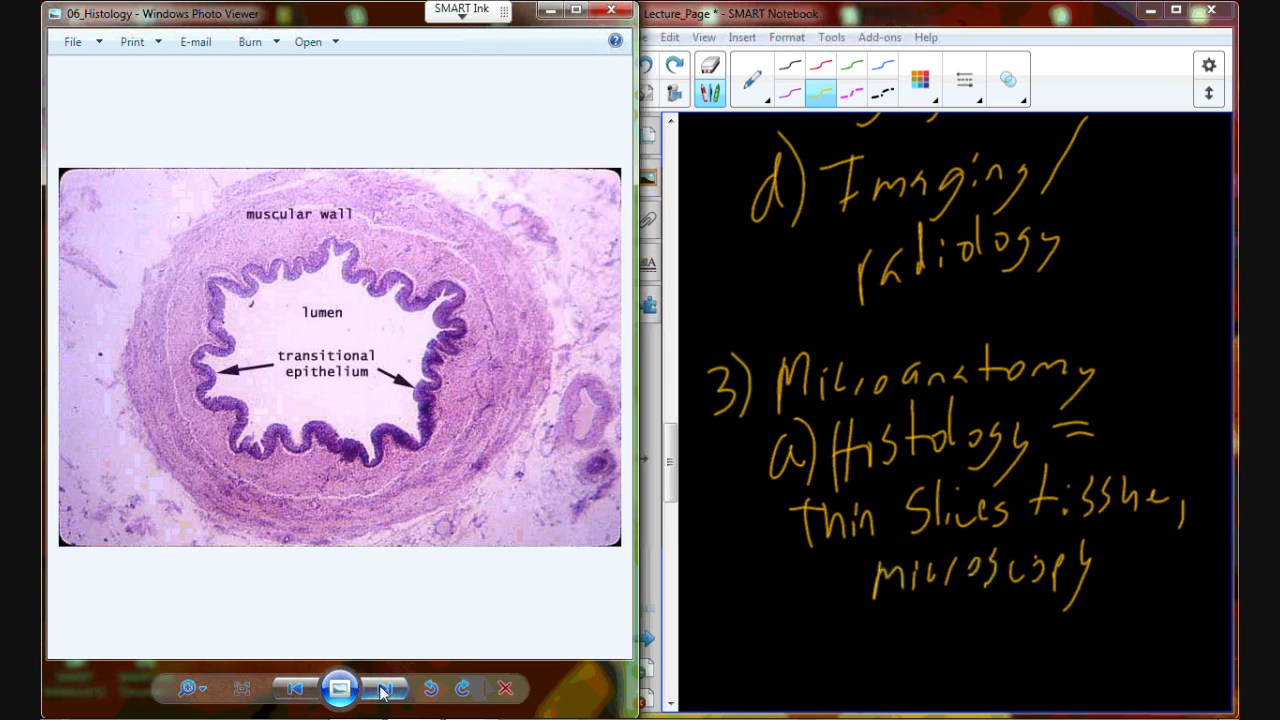 06_Histology - Windows Photo Viewer
SMART Ink
File Print E-mail Burn Open
muscular wall
lumen
transitional
epithelium
Lecture_Page * - SMART Notebook
Edit View Insert Format Tools Add-ons Help
d) Imaging/
radiology
3) Microanatomy
a) Histology =
thin slices tissue,
microscopy